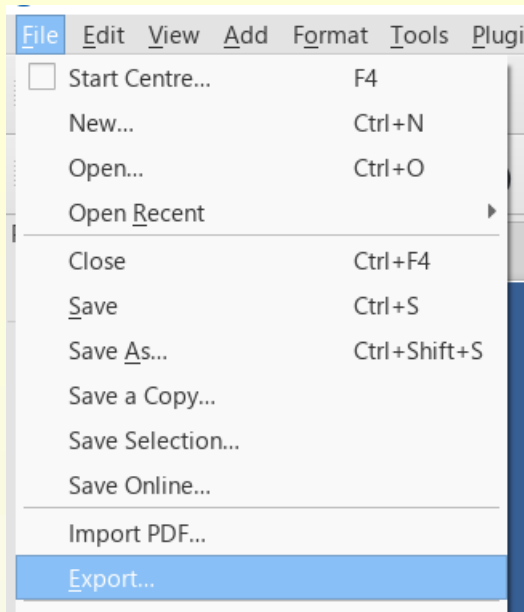 File Edit View Add Format Tools Plugi
Start Centre... F4
New... Ctrl+N
Open... Ctrl+O
Open Recent
Close Ctrl+F4
Save Ctrl+S
Save As... Ctrl+Shift+S
Save a Copy...
Save Selection...
Save Online...
Import PDF...
Export...